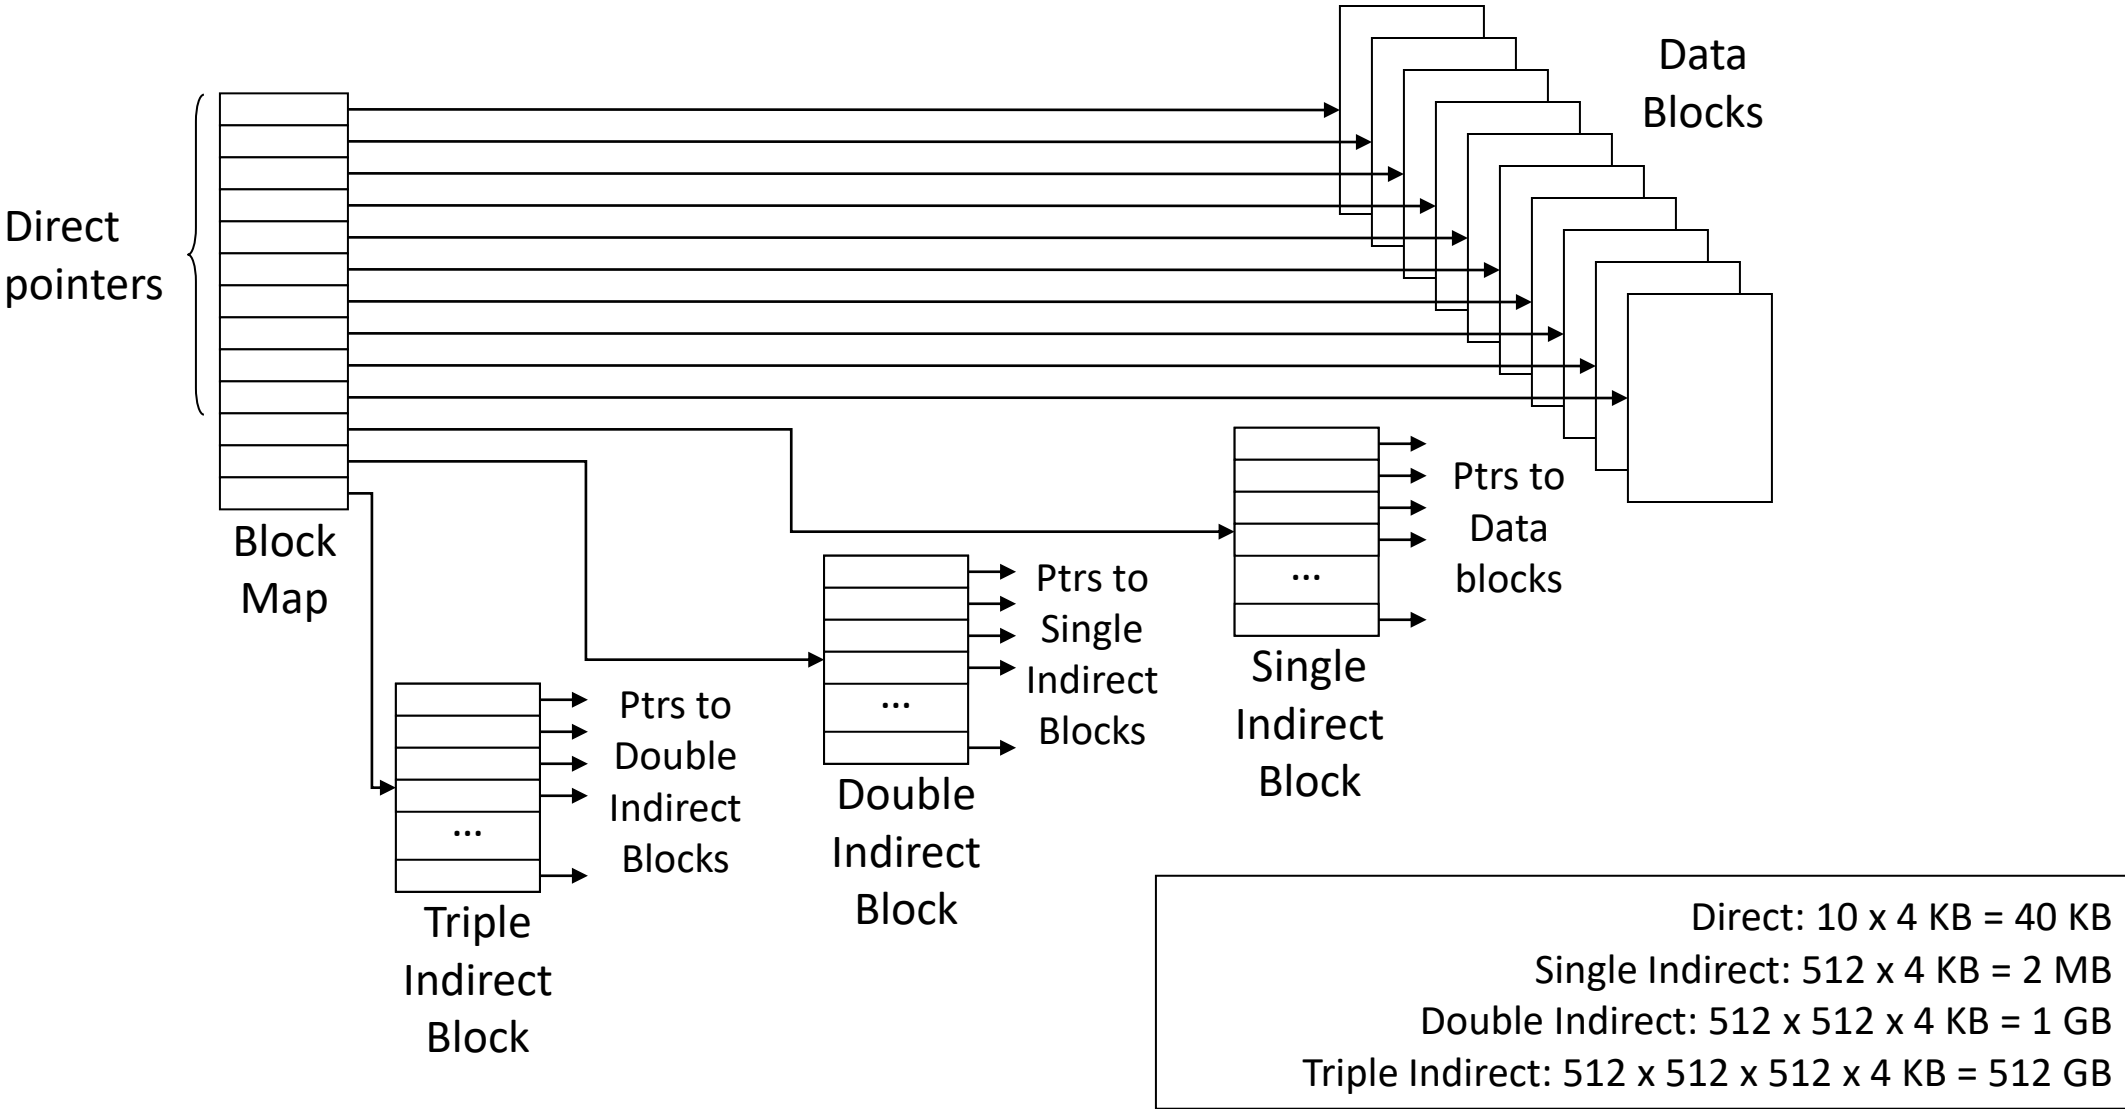 Data
Blocks
Direct
pointers
Block
Map
Ptrs to
Data
blocks
...
Single
Indirect
Block
Ptrs to
Single
Indirect
Blocks
...
Double
Indirect
Block
Ptrs to
Double
Indirect
Blocks
...
Triple
Indirect
Block
Direct: 10 x 4 KB = 40 KB
Single Indirect: 512 x 4 KB = 2 MB
Double Indirect: 512 x 512 x 4 KB = 1 GB
Triple Indirect: 512 x 512 x 512 x 4 KB = 512 GB